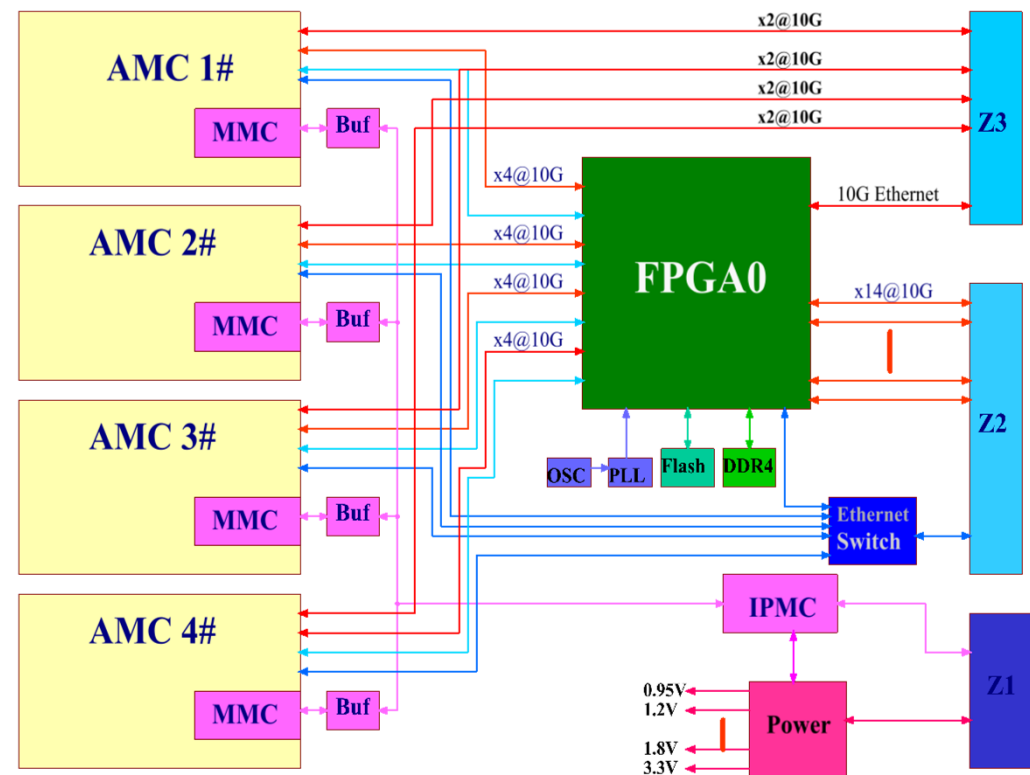 x2@10G
AMC 1#
x2@10G
x2@10G
x2@10G
Z3
MMC
Buf
x4@10G
10G Ethernet
AMC 2#
x4@10G
FPGA0
x4@10G
x14@10G
MMC
Buf
x4@10G
Z2
AMC 3#
OSC
PLL
Flash
DDR4
MMC
Buf
Ethernet
Switch
AMC 4#
IPMC
Z1
MMC
Buf
0.95V
1.2V
Power
1.8V
3.3V